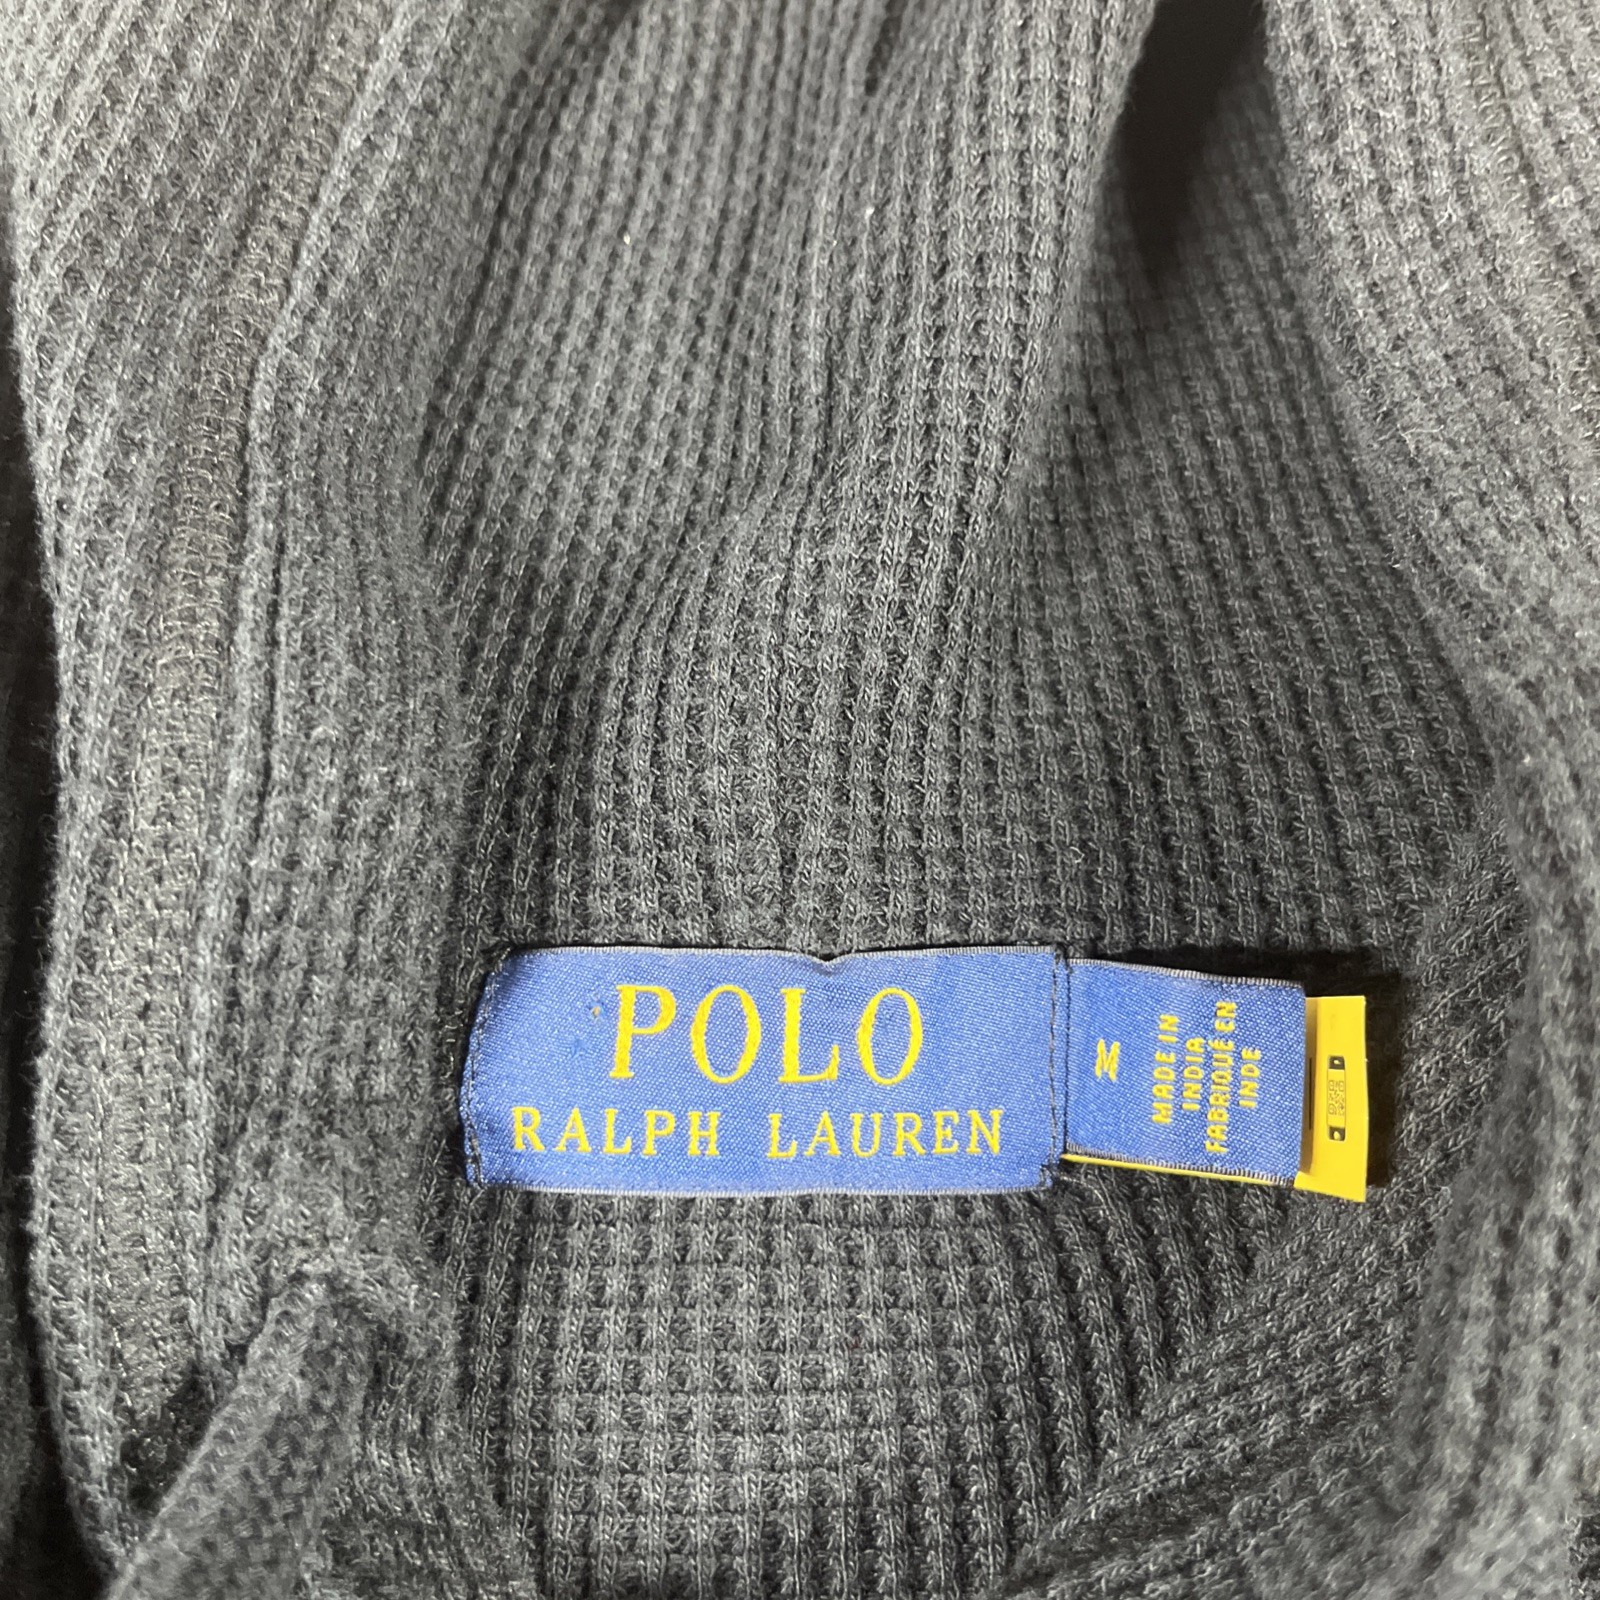 POLO
RALPH LAUREN
M
MADE IN
INDIA
FABRIQUÉ EN
INDE